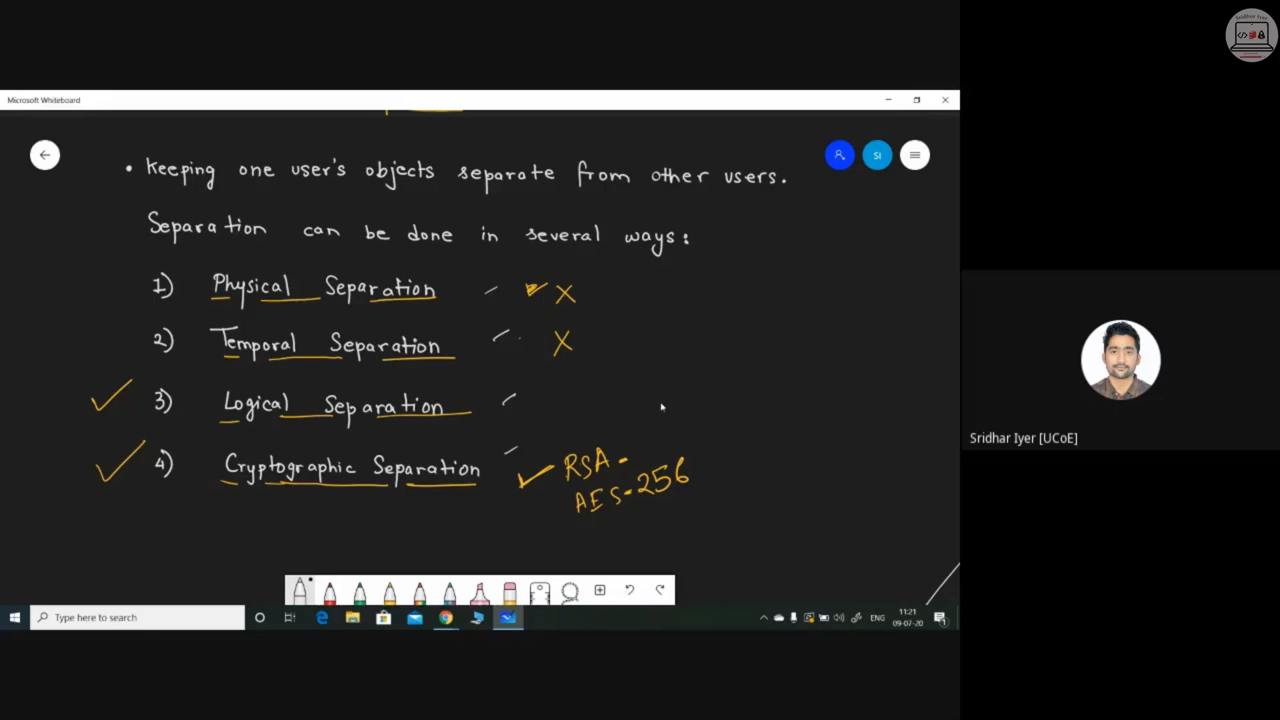 Sridhar Iyer
Microsoft Whiteboard
• Keeping one user's objects separate from other users.
SI
Separation can be done in several ways:
1) Physical Separation X
2) Temporal Separation X
3) Logical Separation
4) Cryptographic Separation RSA -
AES-256
Sridhar Iyer [UCoE]
Type here to search
ENG
11:21
09-07-20